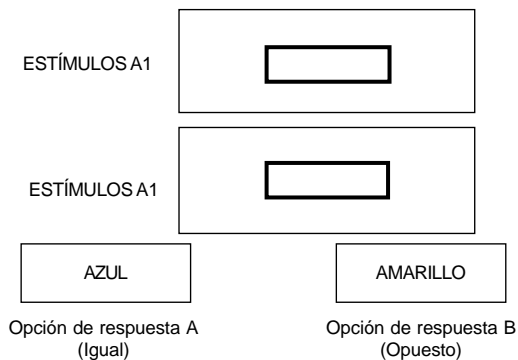 ESTÍMULOS A1
ESTÍMULOS A1
AZUL
AMARILLO
Opción de respuesta A
(Igual)
Opción de respuesta B
(Opuesto)